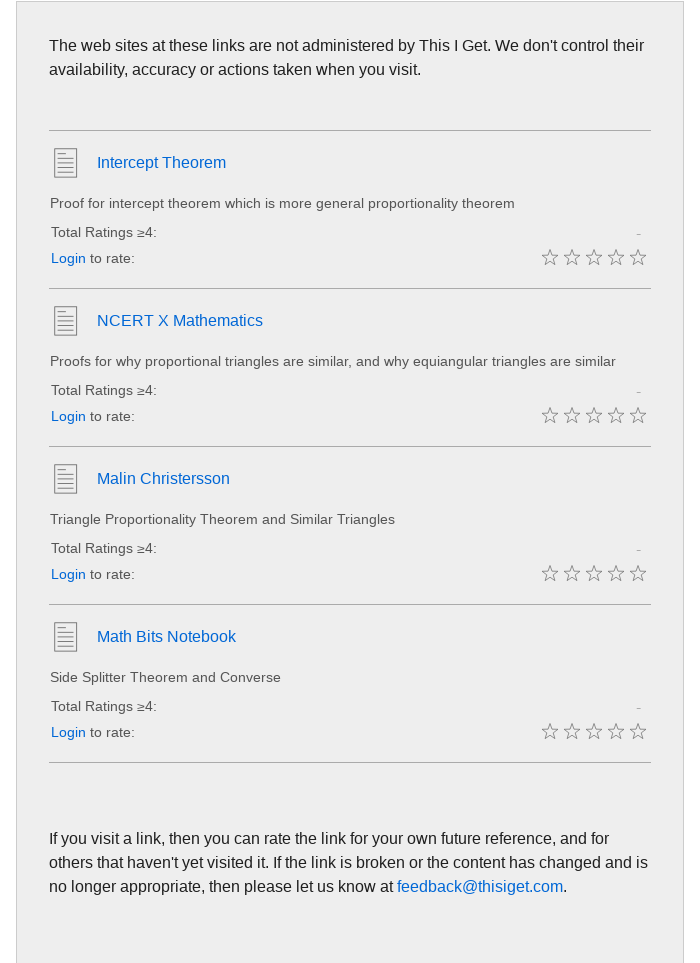 The web sites at these links are not administered by This I Get. We don't control their
availability, accuracy or actions taken when you visit.
Intercept Theorem
Proof for intercept theorem which is more general proportionality theorem
Total Ratings ≥4:
-
Login to rate:
NCERT X Mathematics
Proofs for why proportional triangles are similar, and why equiangular triangles are similar
Total Ratings ≥4:
-
Login to rate:
Malin Christersson
Triangle Proportionality Theorem and Similar Triangles
Total Ratings ≥4:
-
Login to rate:
Math Bits Notebook
Side Splitter Theorem and Converse
Total Ratings ≥4:
-
Login to rate:
If you visit a link, then you can rate the link for your own future reference, and for
others that haven't yet visited it. If the link is broken or the content has changed and is
no longer appropriate, then please let us know at feedback@thisiget.com.